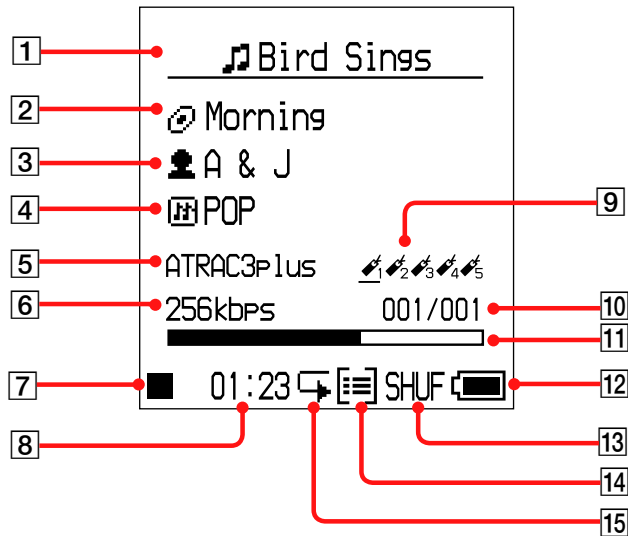 1 Bird Sings
2 Morning
3 A & J
4 POP
9
5 ATRAC3plus 1 2 3 4 5
6 256kbps 001/001 10
11
7 01:23 SHUF 12
8 13
14
15